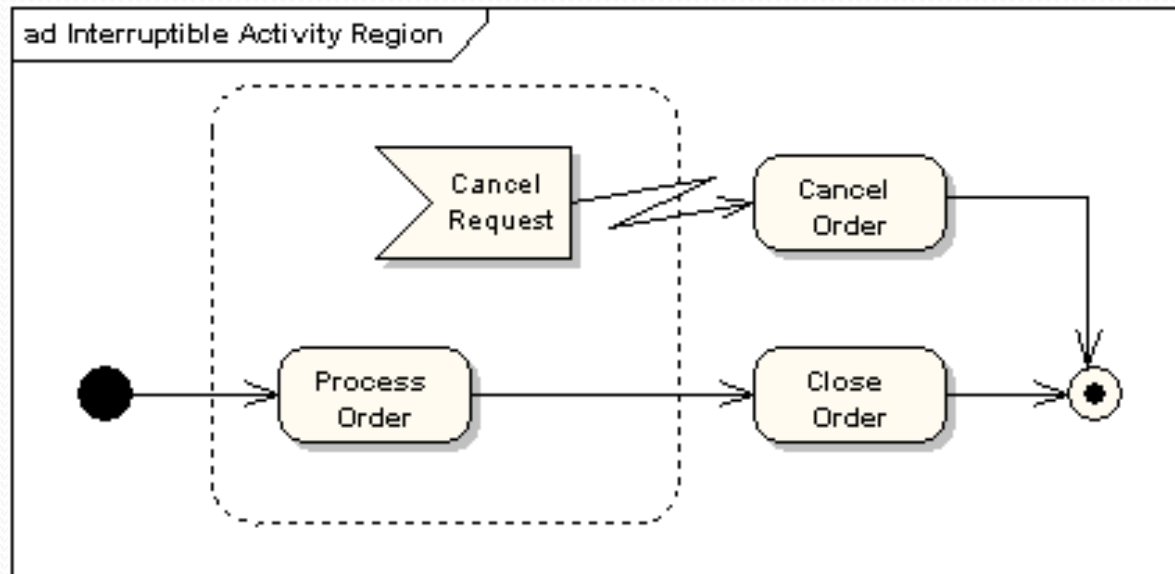 ad Interruptible Activity Region
Cancel
Request
Cancel
Order
Process
Order
Close
Order